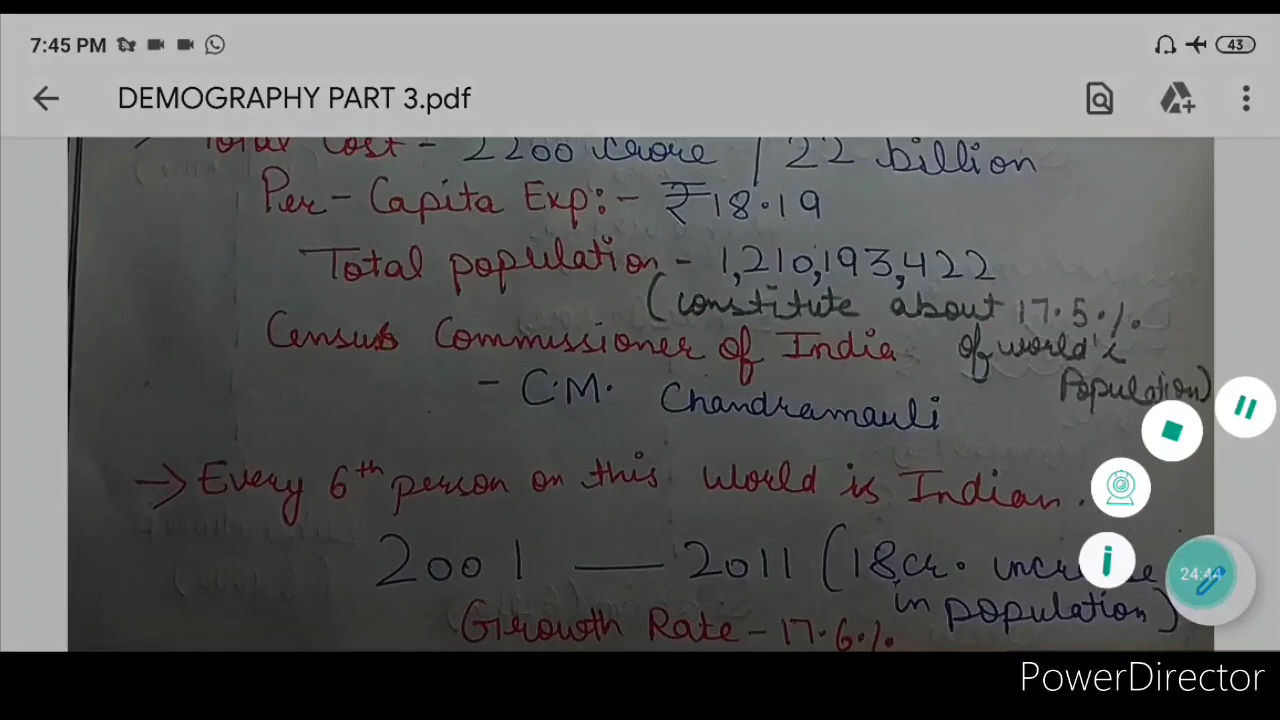 7:45 PM
43
DEMOGRAPHY PART 3.pdf
Total Cost - 2200 crore / 22 billion
Per-Capita Exp:- ₹18.19
Total population - 1,210,193,422
(constitute about 17.5.%.
Census Commissioner of India of world's
Population)
- C.M. Chandramauli
→ Every 6th person on this World is Indian.
2001 — 2011 (18cr. increase
in population)
24:44
Growth Rate - 17.6.%.
PowerDirector